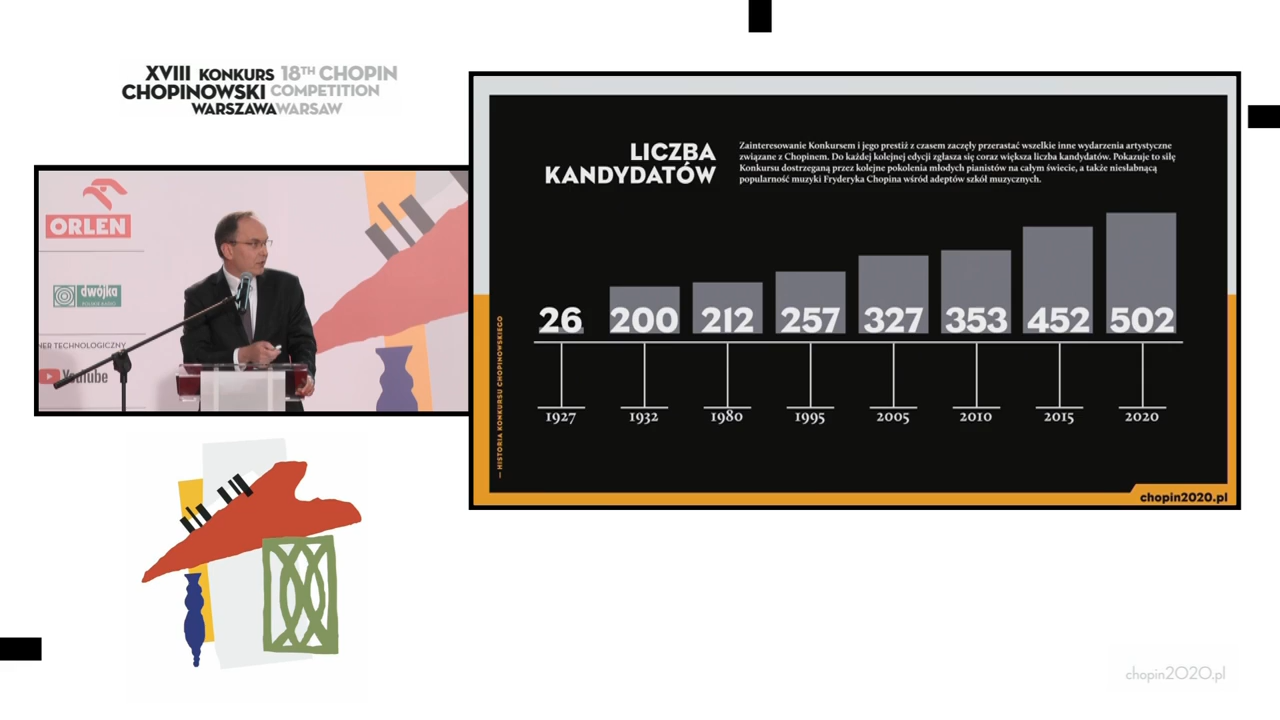 XVIII KONKURS 18TH CHOPIN
CHOPINOWSKI COMPETITION
WARSZAWA WARSAW
ORLEN
dwójka
POLSKIE RADIO
NER TECHNOLOGICZNY
YouTube
LICZBA
KANDYDATÓW
Zainteresowanie Konkursem i jego prestiż z czasem zaczęły przerastać wszelkie inne wydarzenia artystyczne
związane z Chopinem. Do każdej kolejnej edycji zgłasza się coraz większa liczba kandydatów. Pokazuje to siłę
Konkursu dostrzeganą przez kolejne pokolenia młodych pianistów na całym świecie, a także niesłabnącą
popularność muzyki Fryderyka Chopina wśród adeptów szkół muzycznych.
26 200 212 257 327 353 452 502
1927 1932 1980 1995 2005 2010 2015 2020
— HISTORIA KONKURSU CHOPINOWSKIEGO
chopin2020.pl
chopin2020.pl